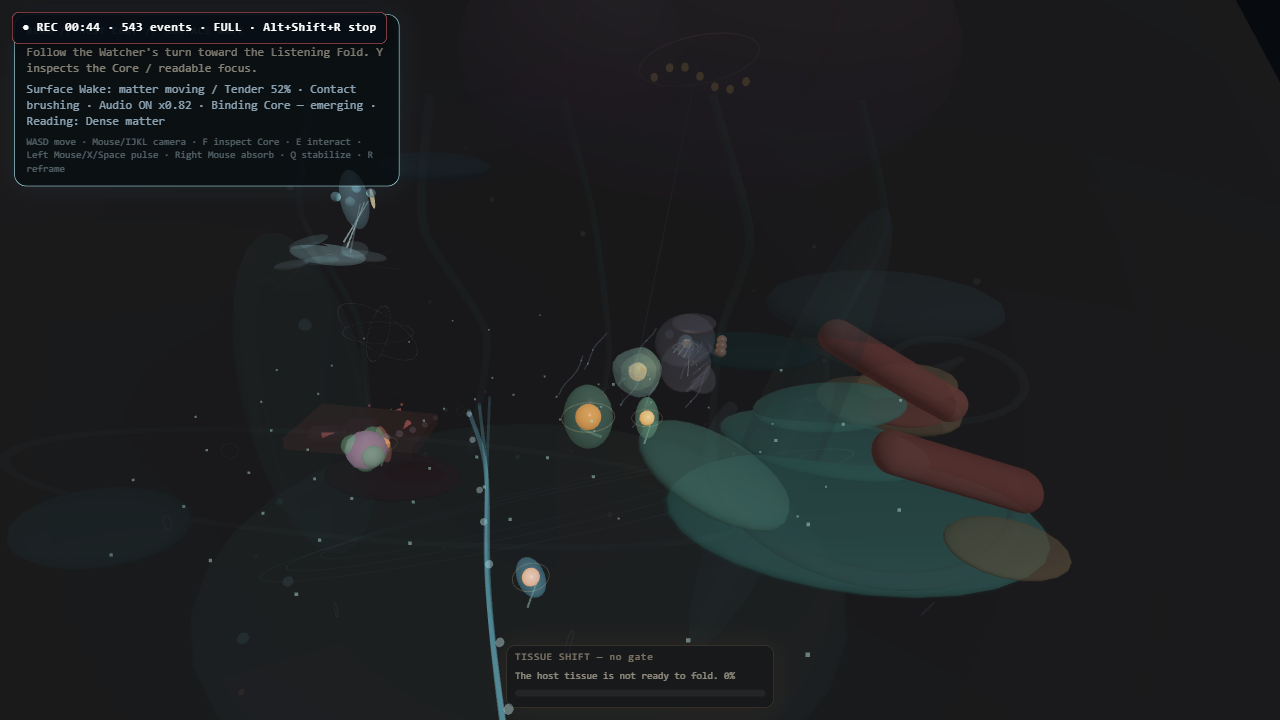 ● REC 00:44 · 543 events · FULL · Alt+Shift+R stop
Follow the Watcher's turn toward the Listening Fold. Y
inspects the Core / readable focus.
Surface Wake: matter moving / Tender 52% · Contact
brushing · Audio ON x0.82 · Binding Core — emerging ·
Reading: Dense matter
WASD move · Mouse/IJKL camera · F inspect Core · E interact ·
Left Mouse/X/Space pulse · Right Mouse absorb · Q stabilize · R
reframe
TISSUE SHIFT — no gate
The host tissue is not ready to fold. 0%